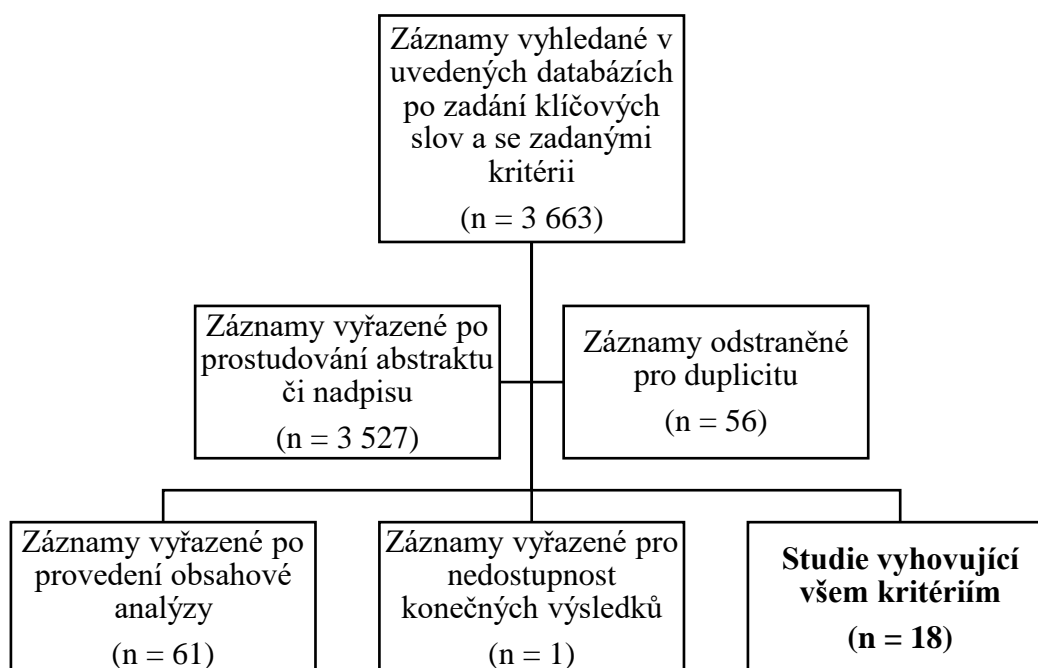 Záznamy vyhledané v
uvedených databázích
po zadání klíčových
slov a se zadanými
kritérii
(n = 3 663)
Záznamy vyřazené po
prostudování abstraktu
či nadpisu
(n = 3 527)
Záznamy odstraněné
pro duplicitu
(n = 56)
Záznamy vyřazené po
provedení obsahové
analýzy
(n = 61)
Záznamy vyřazené pro
nedostupnost
konečných výsledků
(n = 1)
Studie vyhovující
všem kritériím
(n = 18)